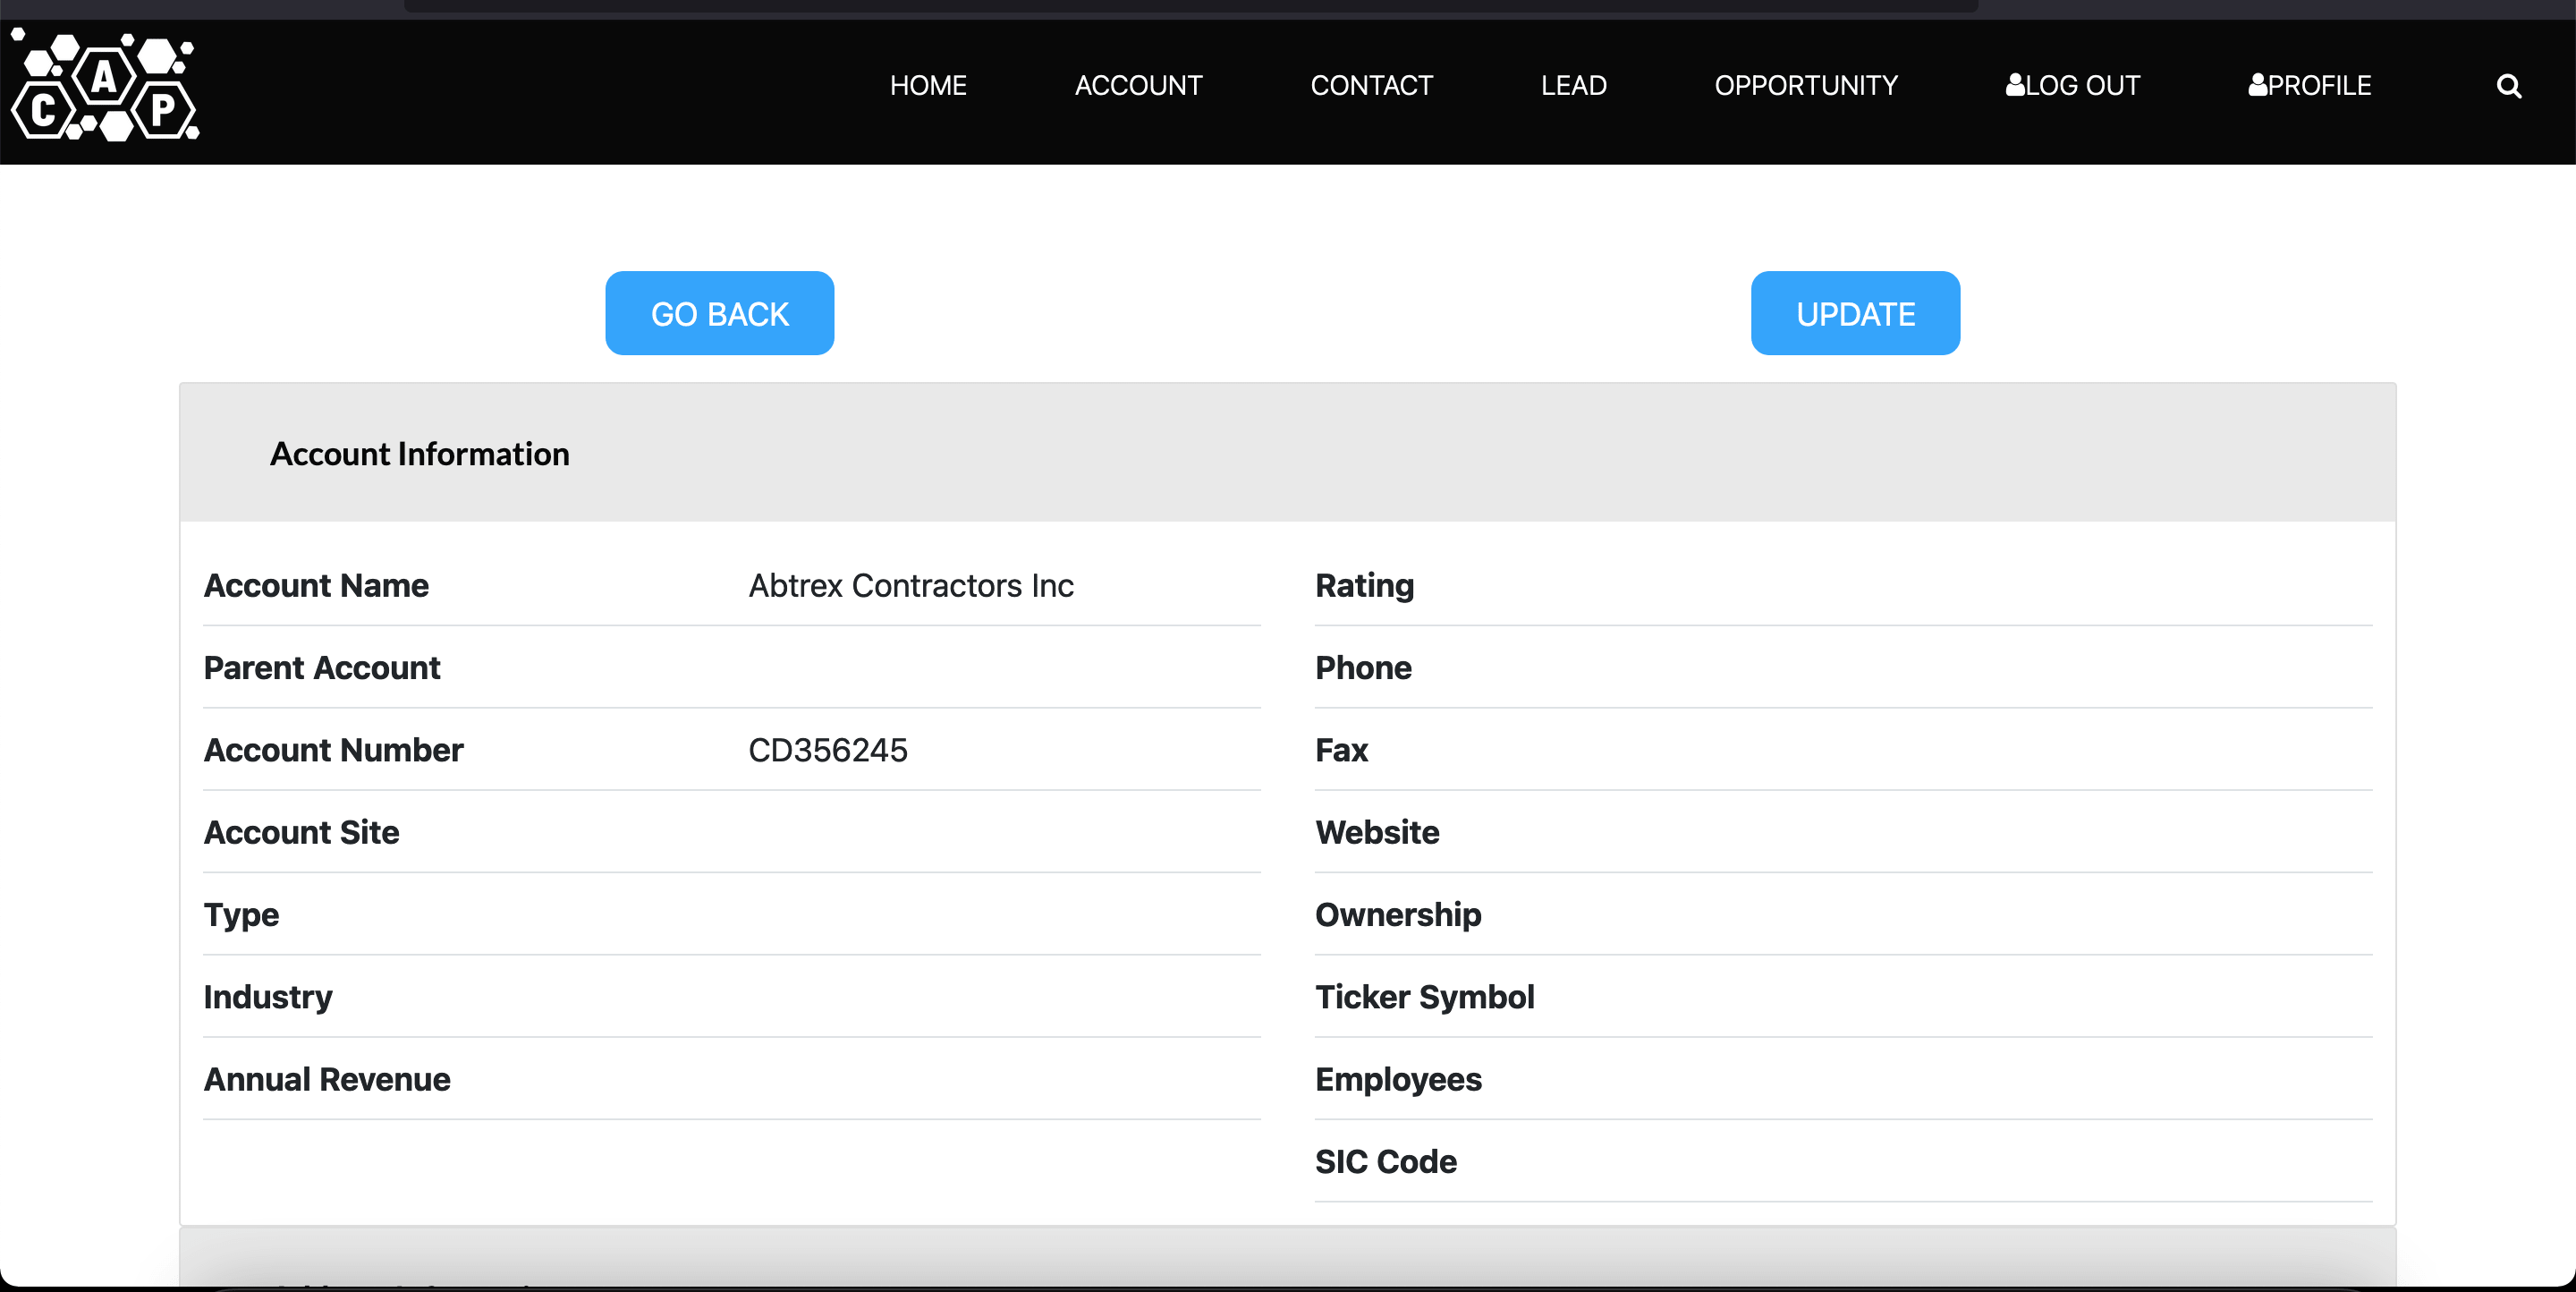 CAP
HOME ACCOUNT CONTACT LEAD OPPORTUNITY LOG OUT PROFILE
GO BACK UPDATE
Account Information
Account Name Abtrex Contractors Inc Rating
Parent Account Phone
Account Number CD356245 Fax
Account Site Website
Type Ownership
Industry Ticker Symbol
Annual Revenue Employees
SIC Code